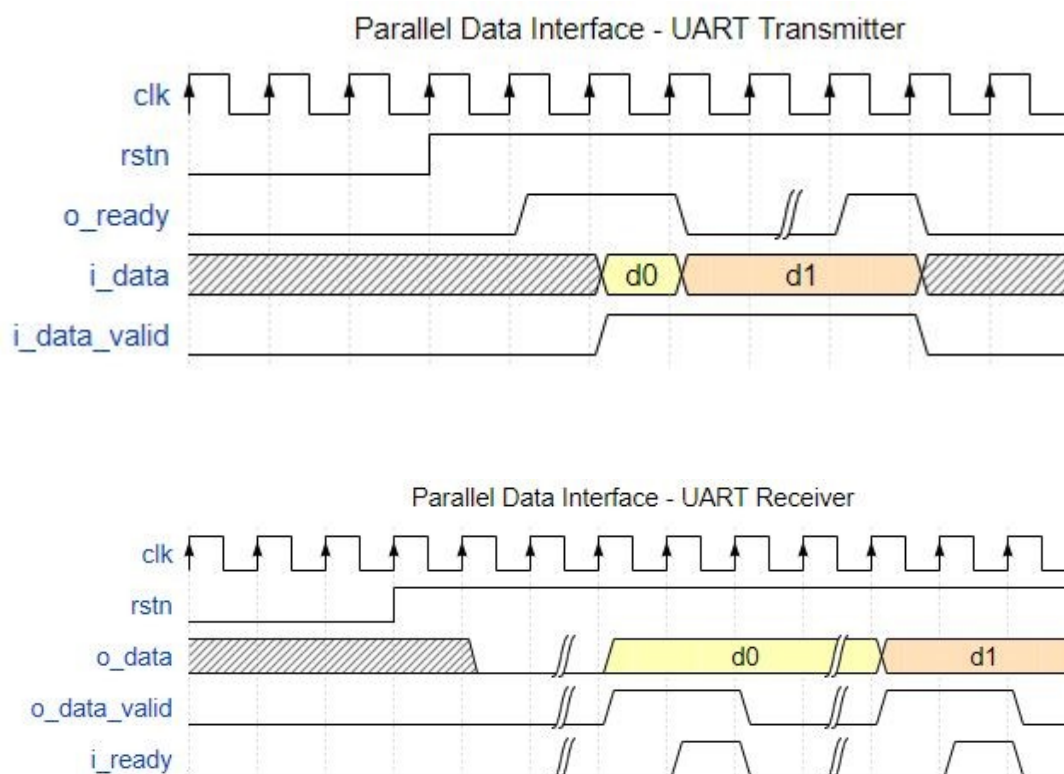 Parallel Data Interface - UART Transmitter
clk
rstn
o_ready
i_data d0 d1
i_data_valid
Parallel Data Interface - UART Receiver
clk
rstn
o_data d0 d1
o_data_valid
i_ready